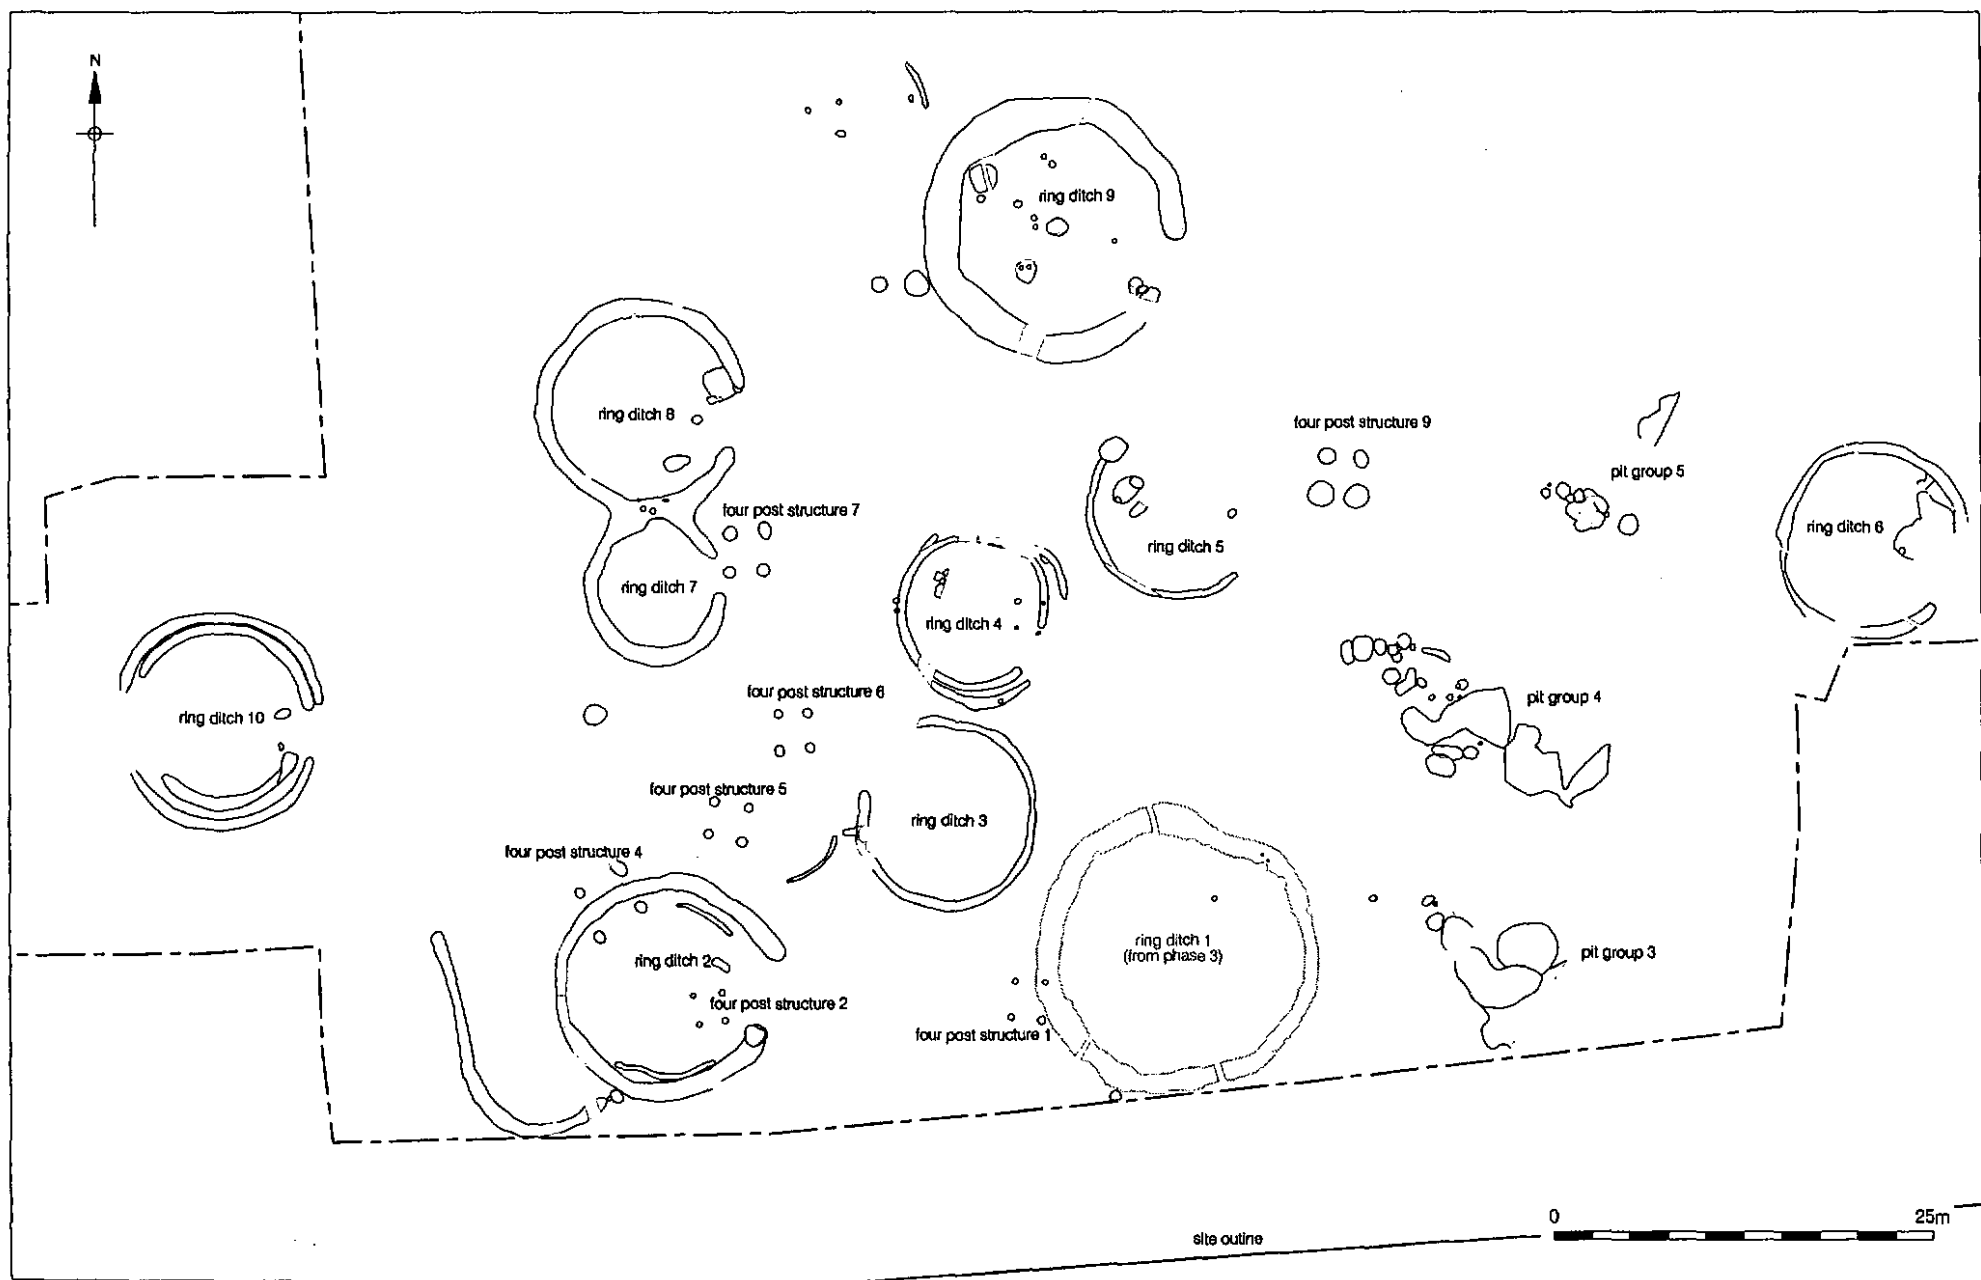 N
ring ditch 9
ring ditch 8
four post structure 9
pit group 5
four post structure 7
ring ditch 6
ring ditch 5
ring ditch 7
ring ditch 4
four post structure 6
pit group 4
ring ditch 10
four post structure 5
ring ditch 3
four post structure 4
ring ditch 1
(from phase 3)
pit group 3
ring ditch 2
four post structure 2
four post structure 1
0
25m
site outline